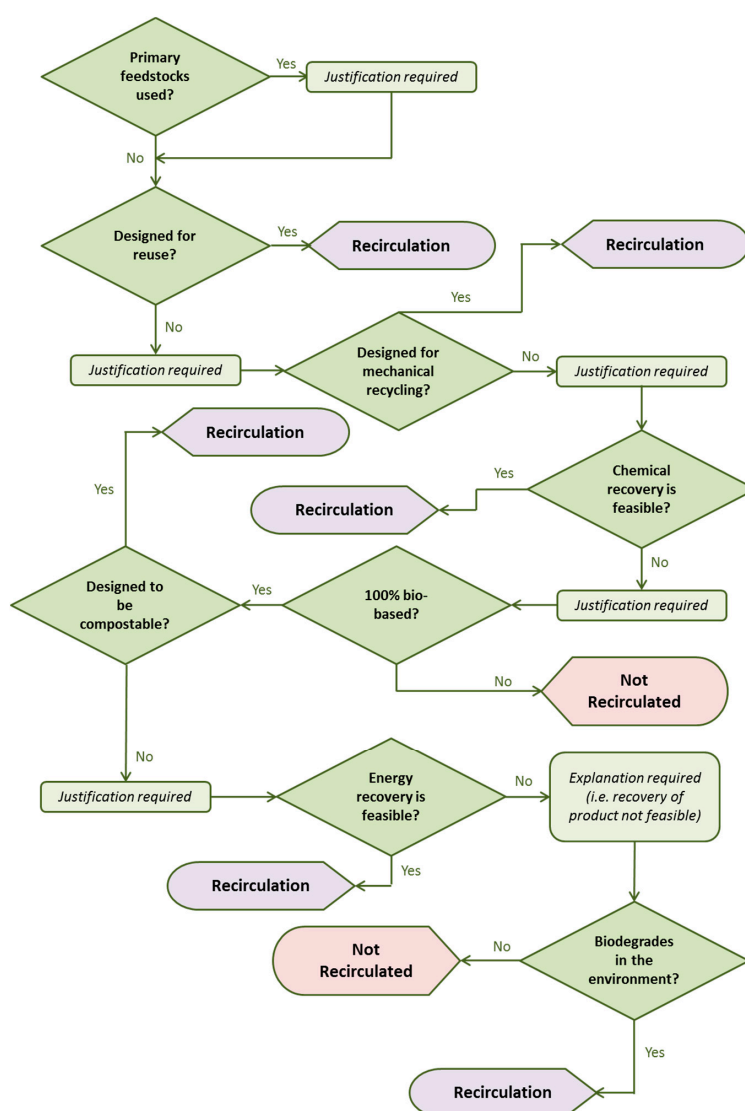 Primary
feedstocks
used?
Yes
Justification required
No
Designed for
reuse?
Yes
Recirculation
Recirculation
Yes
No
Justification required
Designed for
mechanical
recycling?
No
Justification required
Recirculation
Yes
Chemical
recovery is
feasible?
Yes
Recirculation
No
Designed to
be
compostable?
Yes
100% bio-
based?
Justification required
No
Not
Recirculated
No
Justification required
Energy
recovery is
feasible?
No
Explanation required
(i.e. recovery of
product not feasible)
Yes
Recirculation
Not
Recirculated
No
Biodegrades
in the
environment?
Yes
Recirculation